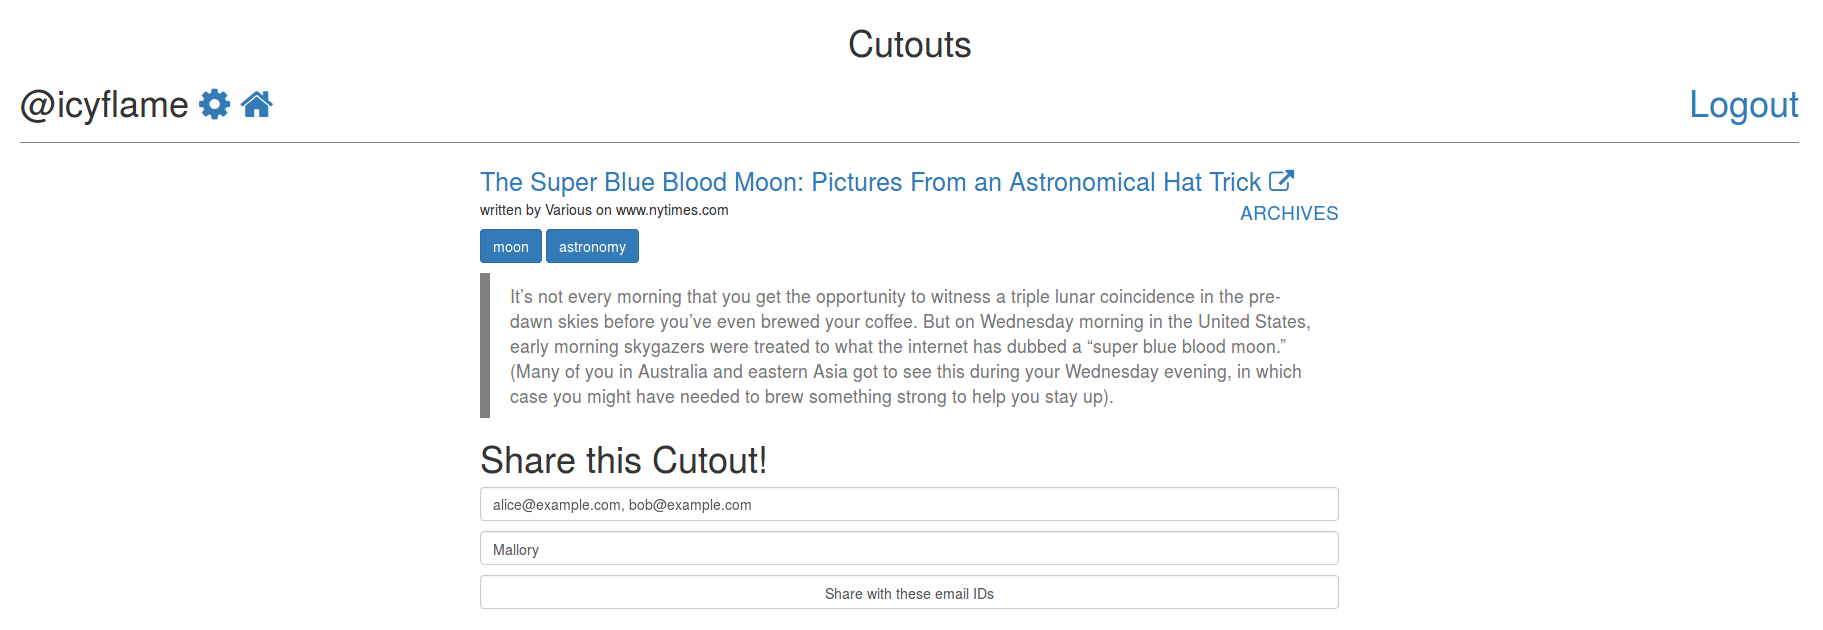 Cutouts
@icyflame
Logout
The Super Blue Blood Moon: Pictures From an Astronomical Hat Trick
written by Various on www.nytimes.com
ARCHIVES
moon
astronomy
It’s not every morning that you get the opportunity to witness a triple lunar coincidence in the pre-
dawn skies before you’ve even brewed your coffee. But on Wednesday morning in the United States,
early morning skygazers were treated to what the internet has dubbed a “super blue blood moon.”
(Many of you in Australia and eastern Asia got to see this during your Wednesday evening, in which
case you might have needed to brew something strong to help you stay up).
Share this Cutout!
alice@example.com, bob@example.com
Mallory
Share with these email IDs